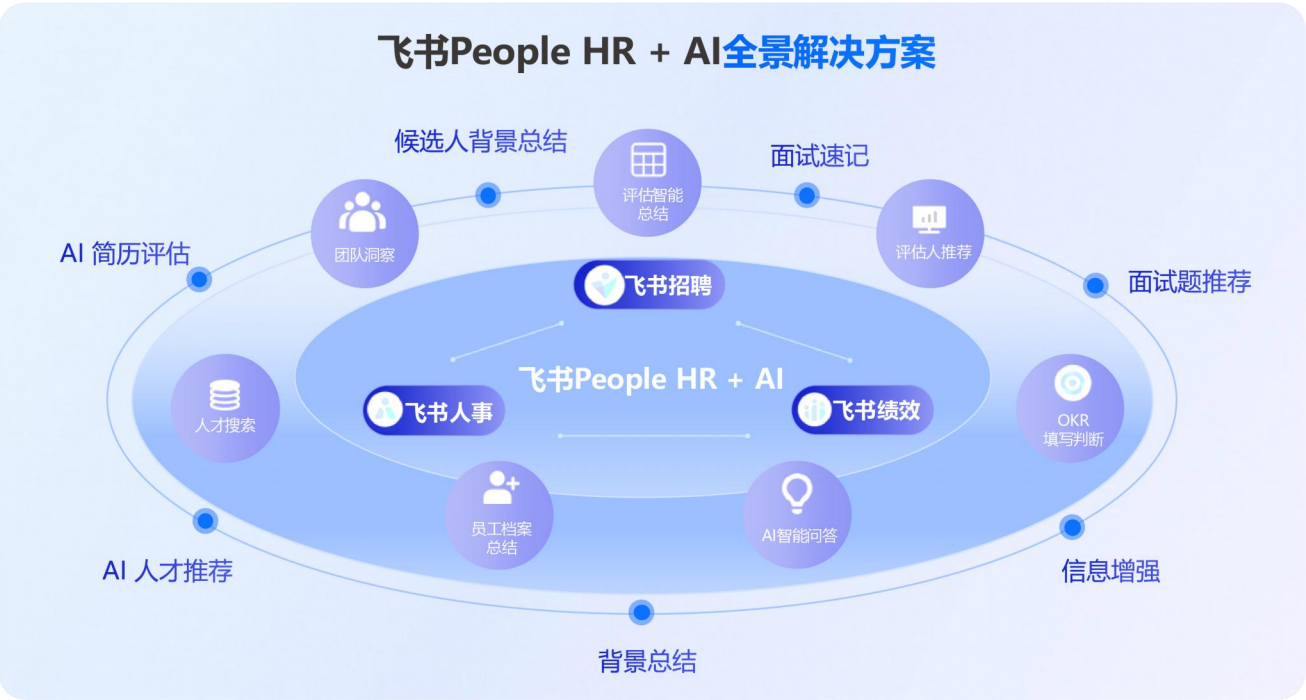 飞书People HR + AI全景解决方案
候选人背景总结
面试速记
评估智能
总结
团队洞察
评估人推荐
AI 简历评估
面试题推荐
飞书招聘
飞书People HR + AI
人才搜索
飞书人事
飞书绩效
OKR
填写判断
员工档案
总结
AI智能问答
AI 人才推荐
信息增强
背景总结